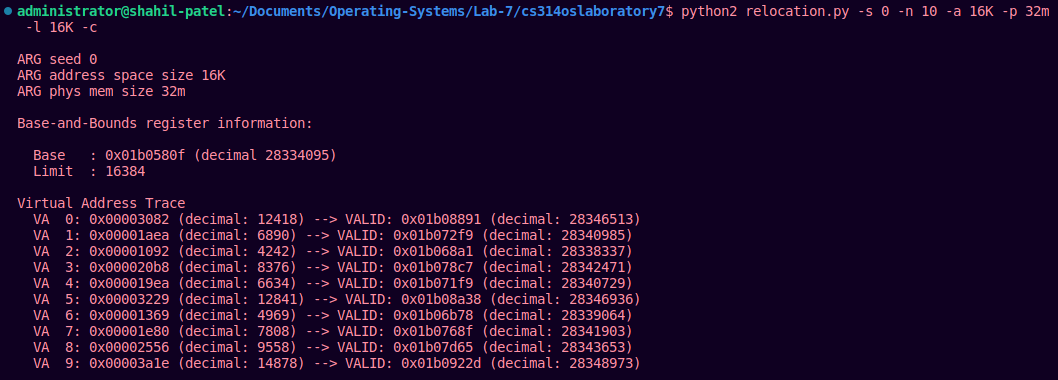 administrator@shahil-patel:~/Documents/Operating-Systems/Lab-7/cs314oslaboratory7$ python2 relocation.py -s 0 -n 10 -a 16K -p 32m
-l 16K -c
ARG seed 0
ARG address space size 16K
ARG phys mem size 32m
Base-and-Bounds register information:
Base   : 0x01b0580f (decimal 28334095)
Limit  : 16384
Virtual Address Trace
VA  0: 0x00003082 (decimal: 12418) --> VALID: 0x01b08891 (decimal: 28346513)
VA  1: 0x00001aea (decimal: 6890) --> VALID: 0x01b072f9 (decimal: 28340985)
VA  2: 0x00001092 (decimal: 4242) --> VALID: 0x01b068a1 (decimal: 28338337)
VA  3: 0x000020b8 (decimal: 8376) --> VALID: 0x01b078c7 (decimal: 28342471)
VA  4: 0x000019ea (decimal: 6634) --> VALID: 0x01b071f9 (decimal: 28340729)
VA  5: 0x00003229 (decimal: 12841) --> VALID: 0x01b08a38 (decimal: 28346936)
VA  6: 0x00001369 (decimal: 4969) --> VALID: 0x01b06b78 (decimal: 28339064)
VA  7: 0x00001e80 (decimal: 7808) --> VALID: 0x01b0768f (decimal: 28341903)
VA  8: 0x00002556 (decimal: 9558) --> VALID: 0x01b07d65 (decimal: 28343653)
VA  9: 0x00003a1e (decimal: 14878) --> VALID: 0x01b0922d (decimal: 28348973)